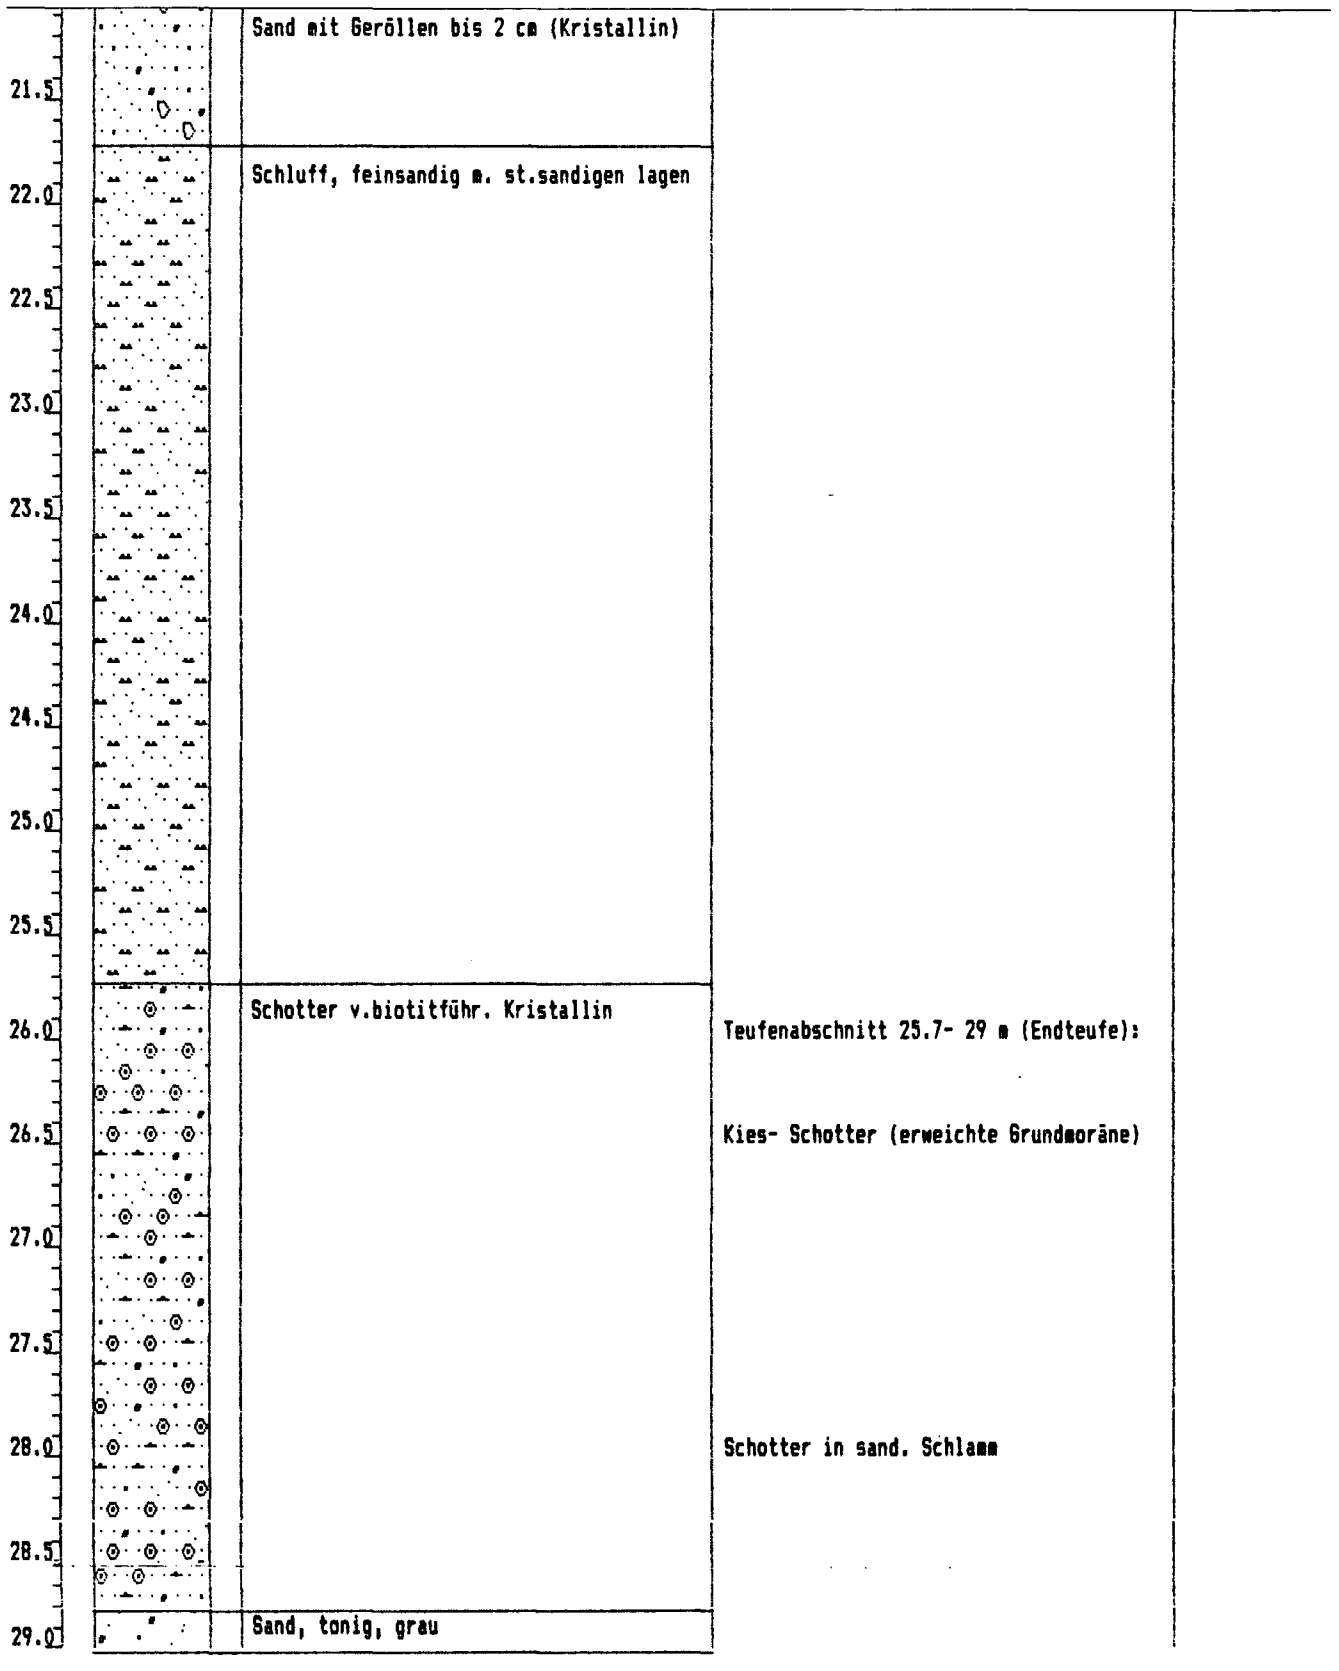 Sand mit Geröllen bis 2 cm (Kristallin)
21.5
Schluff, feinsandig m. st.sandigen lagen
22.0
22.5
23.0
23.5
24.0
24.5
25.0
25.5
Schotter v.biotitführ. Kristallin
26.0
Teufenabschnitt 25.7- 29 m (Endteufe):
26.5
Kies- Schotter (erweichte Grundmoräne)
27.0
27.5
28.0
Schotter in sand. Schlamm
28.5
Sand, tonig, grau
29.0